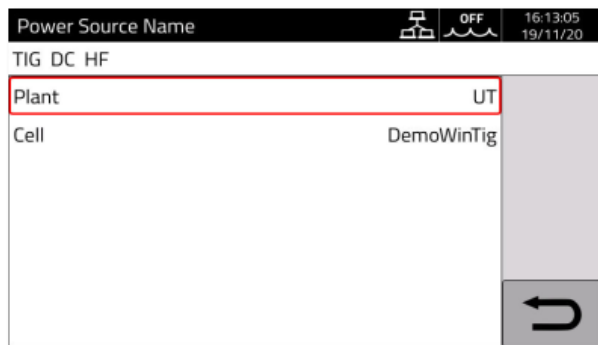 Power Source Name
OFF
16:13:05
19/11/20
TIG DC HF
Plant UT
Cell DemoWinTig